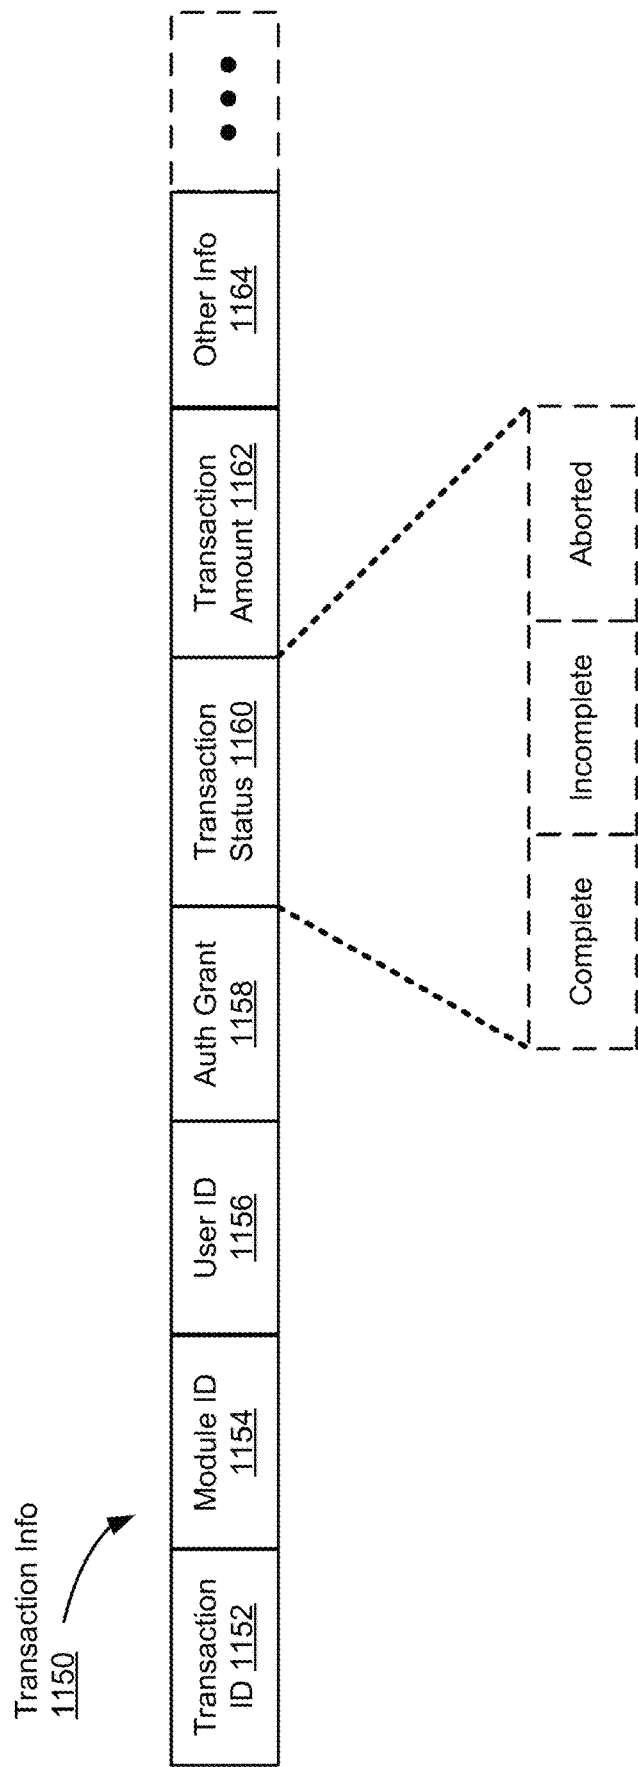 Transaction Info
1150
Transaction
ID 1152
Module ID
1154
User ID
1156
Auth Grant
1158
Transaction
Status 1160
Transaction
Amount 1162
Other Info
1164
Complete
Incomplete
Aborted